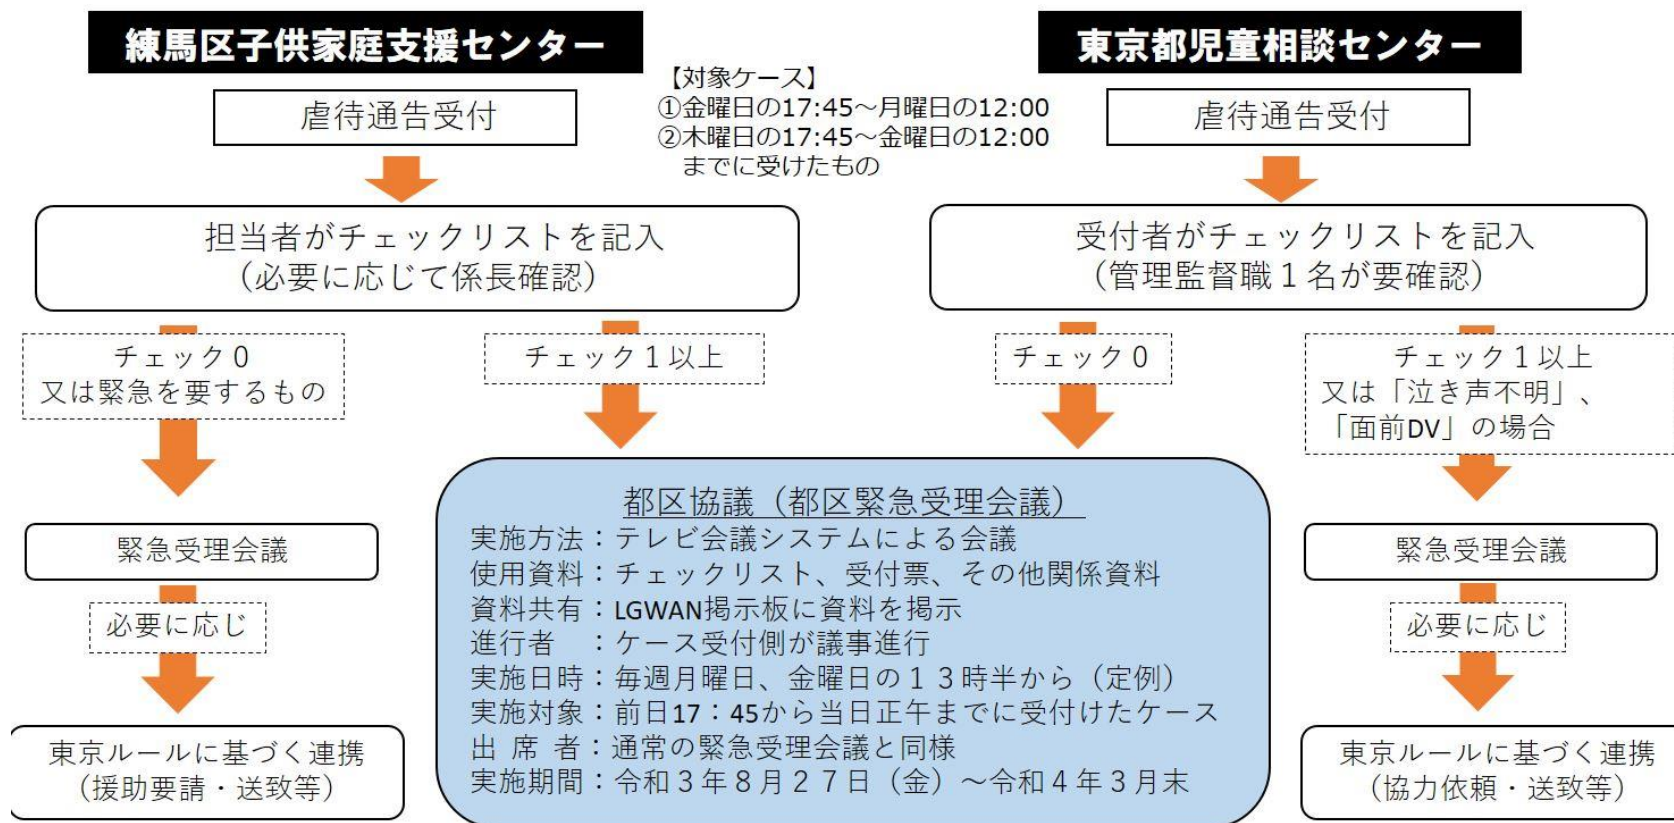 練馬区子供家庭支援センター
虐待通告受付
担当者がチェックリストを記入
（必要に応じて係長確認）
チェック０
又は緊急を要するもの
チェック１以上
緊急受理会議
必要に応じ
東京ルールに基づく連携
（援助要請・送致等）
【対象ケース】
①金曜日の17:45～月曜日の12:00
②木曜日の17:45～金曜日の12:00
までに受けたもの
東京都児童相談センター
虐待通告受付
受付者がチェックリストを記入
（管理監督職１名が要確認）
チェック０
チェック１以上
又は「泣き声不明」、
「面前DV」の場合
緊急受理会議
必要に応じ
東京ルールに基づく連携
（協力依頼・送致等）
都区協議（都区緊急受理会議）
実施方法：テレビ会議システムによる会議
使用資料：チェックリスト、受付票、その他関係資料
資料共有：LGWAN掲示板に資料を掲示
進行者　：ケース受付側が議事進行
実施日時：毎週月曜日、金曜日の１３時半から（定例）
実施対象：前日17：45から当日正午までに受付けたケース
出 席 者：通常の緊急受理会議と同様
実施期間：令和３年８月２７日（金）～令和４年３月末